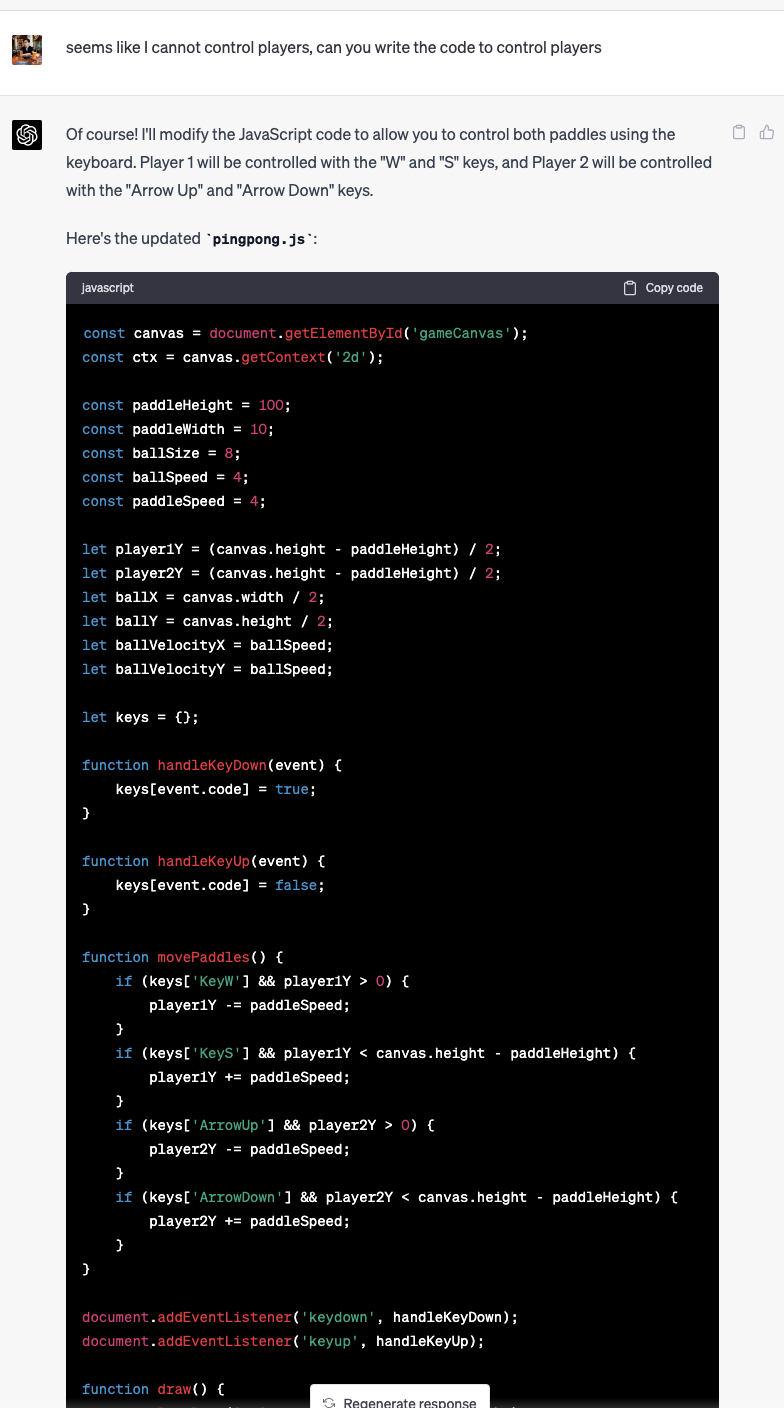 seems like I cannot control players, can you write the code to control players
Of course! I'll modify the JavaScript code to allow you to control both paddles using the
keyboard. Player 1 will be controlled with the "W" and "S" keys, and Player 2 will be controlled
with the "Arrow Up" and "Arrow Down" keys.
Here's the updated `pingpong.js`:
javascript Copy code
const canvas = document.getElementById('gameCanvas');
const ctx = canvas.getContext('2d');
const paddleHeight = 100;
const paddleWidth = 10;
const ballSize = 8;
const ballSpeed = 4;
const paddleSpeed = 4;
let player1Y = (canvas.height - paddleHeight) / 2;
let player2Y = (canvas.height - paddleHeight) / 2;
let ballX = canvas.width / 2;
let ballY = canvas.height / 2;
let ballVelocityX = ballSpeed;
let ballVelocityY = ballSpeed;
let keys = {};
function handleKeyDown(event) {
    keys[event.code] = true;
}
function handleKeyUp(event) {
    keys[event.code] = false;
}
function movePaddles() {
    if (keys['KeyW'] && player1Y > 0) {
        player1Y -= paddleSpeed;
    }
    if (keys['KeyS'] && player1Y < canvas.height - paddleHeight) {
        player1Y += paddleSpeed;
    }
    if (keys['ArrowUp'] && player2Y > 0) {
        player2Y -= paddleSpeed;
    }
    if (keys['ArrowDown'] && player2Y < canvas.height - paddleHeight) {
        player2Y += paddleSpeed;
    }
}
document.addEventListener('keydown', handleKeyDown);
document.addEventListener('keyup', handleKeyUp);
function draw() {
Regenerate response